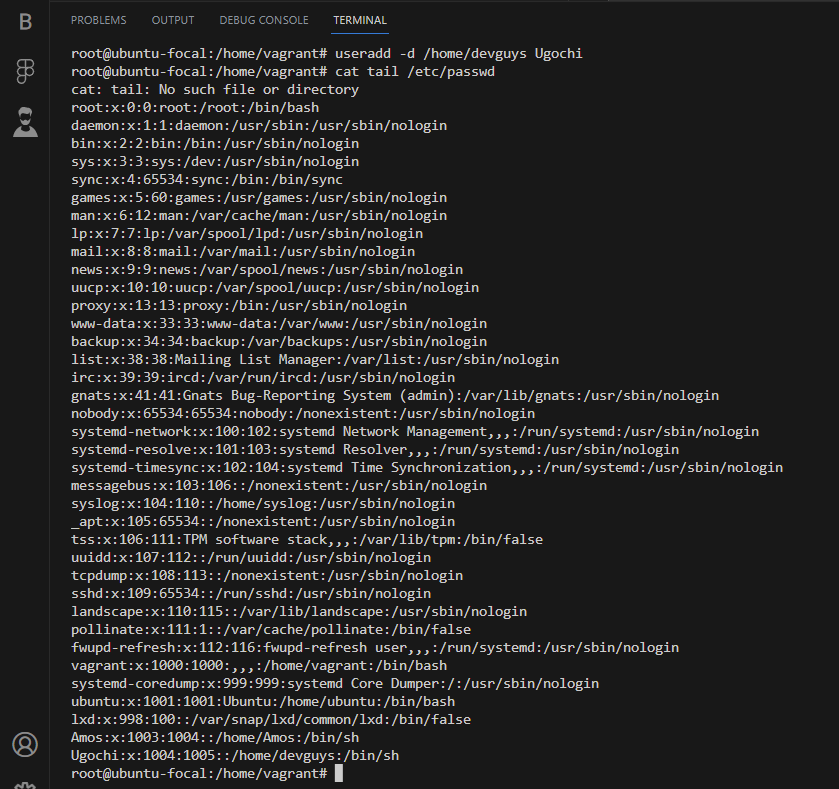 B
PROBLEMS OUTPUT DEBUG CONSOLE TERMINAL
root@ubuntu-focal:/home/vagrant# useradd -d /home/devguys Ugochi
root@ubuntu-focal:/home/vagrant# cat tail /etc/passwd
cat: tail: No such file or directory
root:x:0:0:root:/root:/bin/bash
daemon:x:1:1:daemon:/usr/sbin:/usr/sbin/nologin
bin:x:2:2:bin:/bin:/usr/sbin/nologin
sys:x:3:3:sys:/dev:/usr/sbin/nologin
sync:x:4:65534:sync:/bin:/bin/sync
games:x:5:60:games:/usr/games:/usr/sbin/nologin
man:x:6:12:man:/var/cache/man:/usr/sbin/nologin
lp:x:7:7:lp:/var/spool/lpd:/usr/sbin/nologin
mail:x:8:8:mail:/var/mail:/usr/sbin/nologin
news:x:9:9:news:/var/spool/news:/usr/sbin/nologin
uucp:x:10:10:uucp:/var/spool/uucp:/usr/sbin/nologin
proxy:x:13:13:proxy:/bin:/usr/sbin/nologin
www-data:x:33:33:www-data:/var/www:/usr/sbin/nologin
backup:x:34:34:backup:/var/backups:/usr/sbin/nologin
list:x:38:38:Mailing List Manager:/var/list:/usr/sbin/nologin
irc:x:39:39:ircd:/var/run/ircd:/usr/sbin/nologin
gnats:x:41:41:Gnats Bug-Reporting System (admin):/var/lib/gnats:/usr/sbin/nologin
nobody:x:65534:65534:nobody:/nonexistent:/usr/sbin/nologin
systemd-network:x:100:102:systemd Network Management,,,:/run/systemd:/usr/sbin/nologin
systemd-resolve:x:101:103:systemd Resolver,,,:/run/systemd:/usr/sbin/nologin
systemd-timesync:x:102:104:systemd Time Synchronization,,,:/run/systemd:/usr/sbin/nologin
messagebus:x:103:106::/nonexistent:/usr/sbin/nologin
syslog:x:104:110::/home/syslog:/usr/sbin/nologin
_apt:x:105:65534::/nonexistent:/usr/sbin/nologin
tss:x:106:111:TPM software stack,,,:/var/lib/tpm:/bin/false
uuidd:x:107:112::/run/uuidd:/usr/sbin/nologin
tcpdump:x:108:113::/nonexistent:/usr/sbin/nologin
sshd:x:109:65534::/run/sshd:/usr/sbin/nologin
landscape:x:110:115::/var/lib/landscape:/usr/sbin/nologin
pollinate:x:111:1::/var/cache/pollinate:/bin/false
fwupd-refresh:x:112:116:fwupd-refresh user,,,:/run/systemd:/usr/sbin/nologin
vagrant:x:1000:1000:,,,:/home/vagrant:/bin/bash
systemd-coredump:x:999:999:systemd Core Dumper:/:/usr/sbin/nologin
ubuntu:x:1001:1001:Ubuntu:/home/ubuntu:/bin/bash
lxd:x:998:100::/var/snap/lxd/common/lxd:/bin/false
Amos:x:1003:1004::/home/Amos:/bin/sh
Ugochi:x:1004:1005::/home/devguys:/bin/sh
root@ubuntu-focal:/home/vagrant#